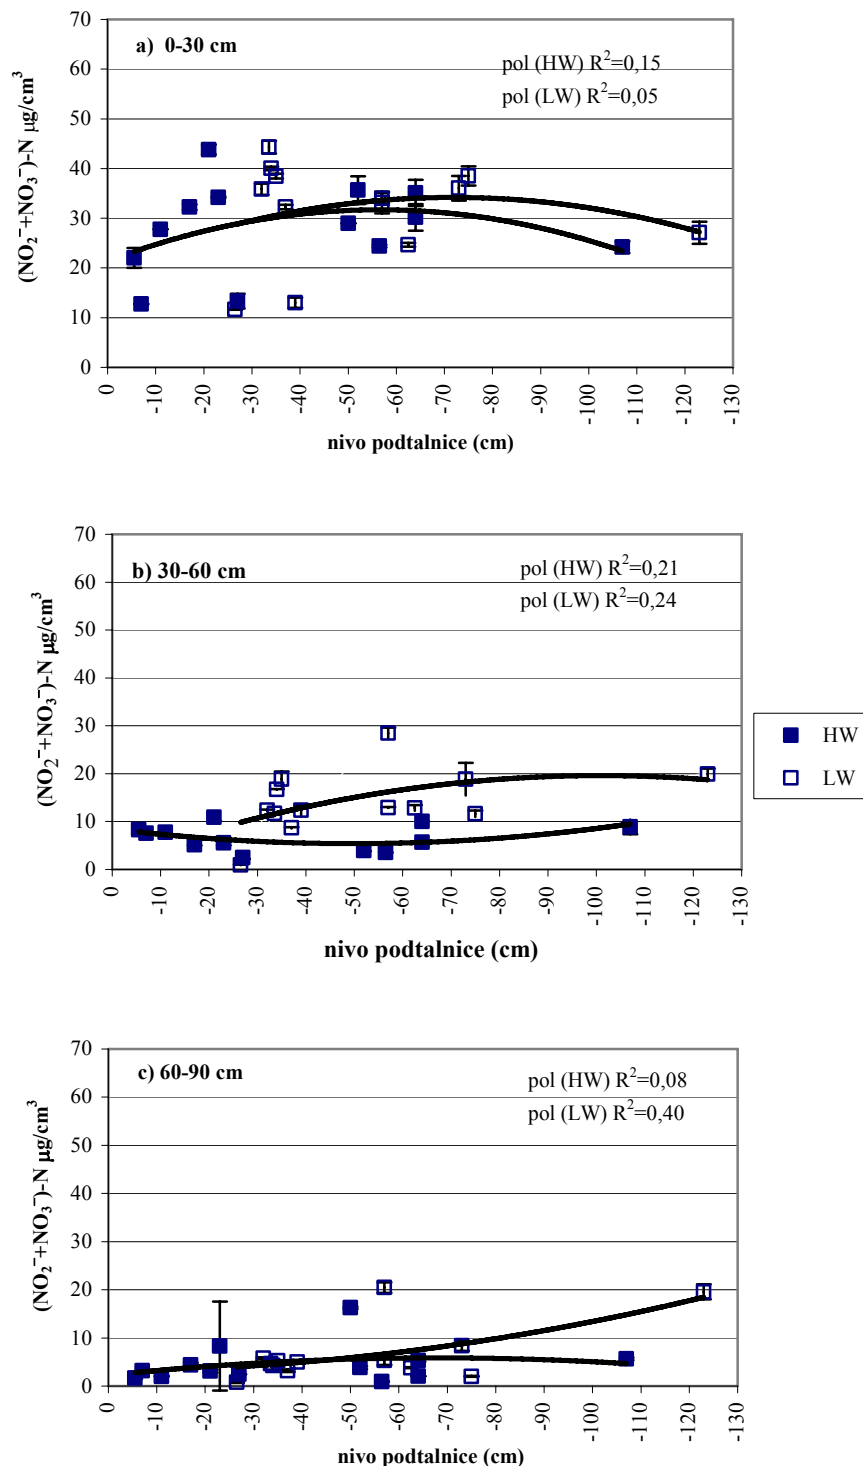 a) 0-30 cm
pol (HW) R²=0,15
pol (LW) R²=0,05
(NO₂⁻+NO₃⁻)-N µg/cm³
70
60
50
40
30
20
10
0
0 -10 -20 -30 -40 -50 -60 -70 -80 -90 -100 -110 -120 -130
nivo podtalnice (cm)
b) 30-60 cm
pol (HW) R²=0,21
pol (LW) R²=0,24
(NO₂⁻+NO₃⁻)-N µg/cm³
70
60
50
40
30
20
10
0
0 -10 -20 -30 -40 -50 -60 -70 -80 -90 -100 -110 -120 -130
nivo podtalnice (cm)
HW
LW
c) 60-90 cm
pol (HW) R²=0,08
pol (LW) R²=0,40
(NO₂⁻+NO₃⁻)-N µg/cm³
70
60
50
40
30
20
10
0
0 -10 -20 -30 -40 -50 -60 -70 -80 -90 -100 -110 -120 -130
nivo podtalnice (cm)